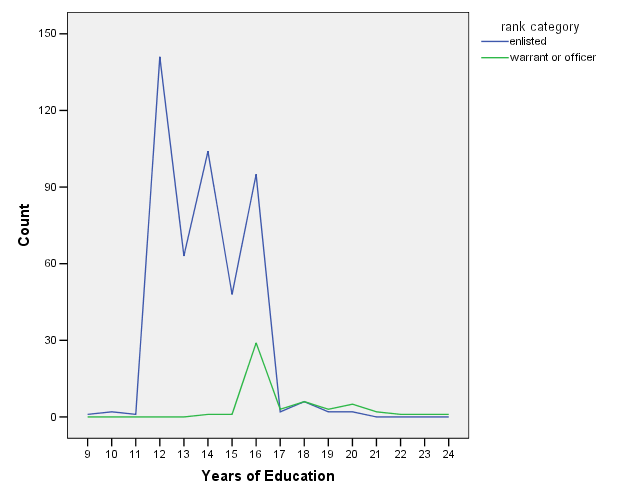 rank category
enlisted
warrant or officer
150
120
90
60
30
0
Count
9 10 11 12 13 14 15 16 17 18 19 20 21 22 23 24
Years of Education